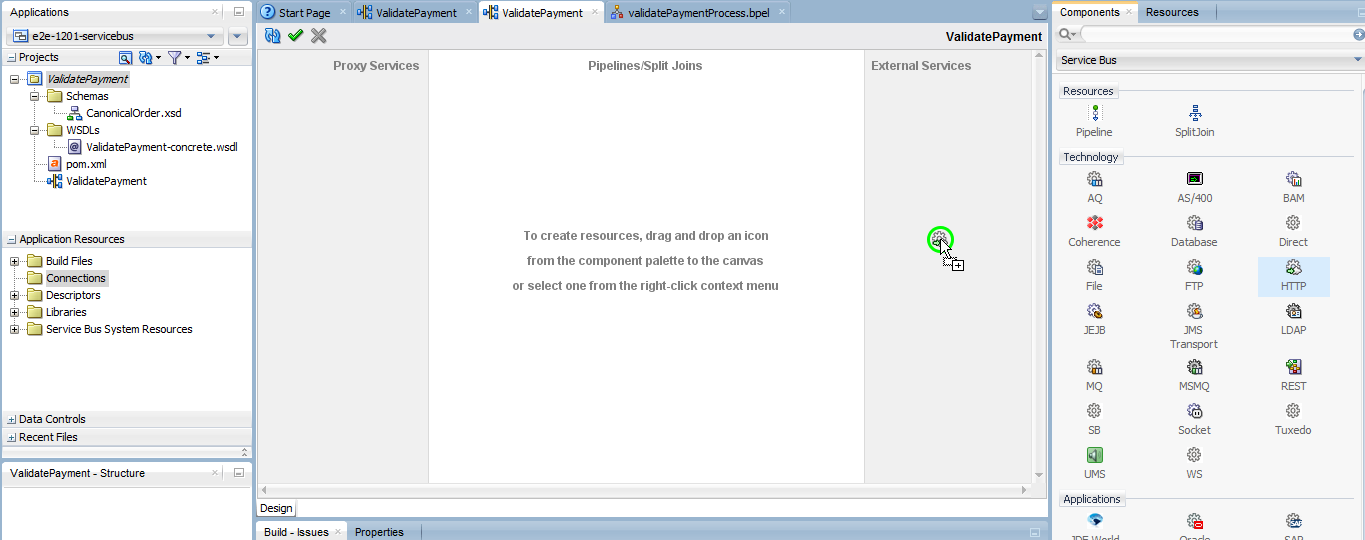 Applications
e2e-1201-servicebus
Projects
ValidatePayment
Schemas
CanonicalOrder.xsd
WSDLs
ValidatePayment-concrete.wsdl
pom.xml
ValidatePayment
Application Resources
Build Files
Connections
Descriptors
Libraries
Service Bus System Resources
Data Controls
Recent Files
ValidatePayment - Structure
Start Page
ValidatePayment
ValidatePayment
validatePaymentProcess.bpel
ValidatePayment
Proxy Services
Pipelines/Split Joins
External Services
To create resources, drag and drop an icon
from the component palette to the canvas
or select one from the right-click context menu
Design
Build - Issues
Properties
Components
Resources
Service Bus
Resources
Pipeline
SplitJoin
Technology
AQ
AS/400
BAM
Coherence
Database
Direct
File
FTP
HTTP
JEJB
JMS
Transport
LDAP
MQ
MSMQ
REST
SB
Socket
Tuxedo
UMS
WS
Applications
JDE World
Oracle
SAP